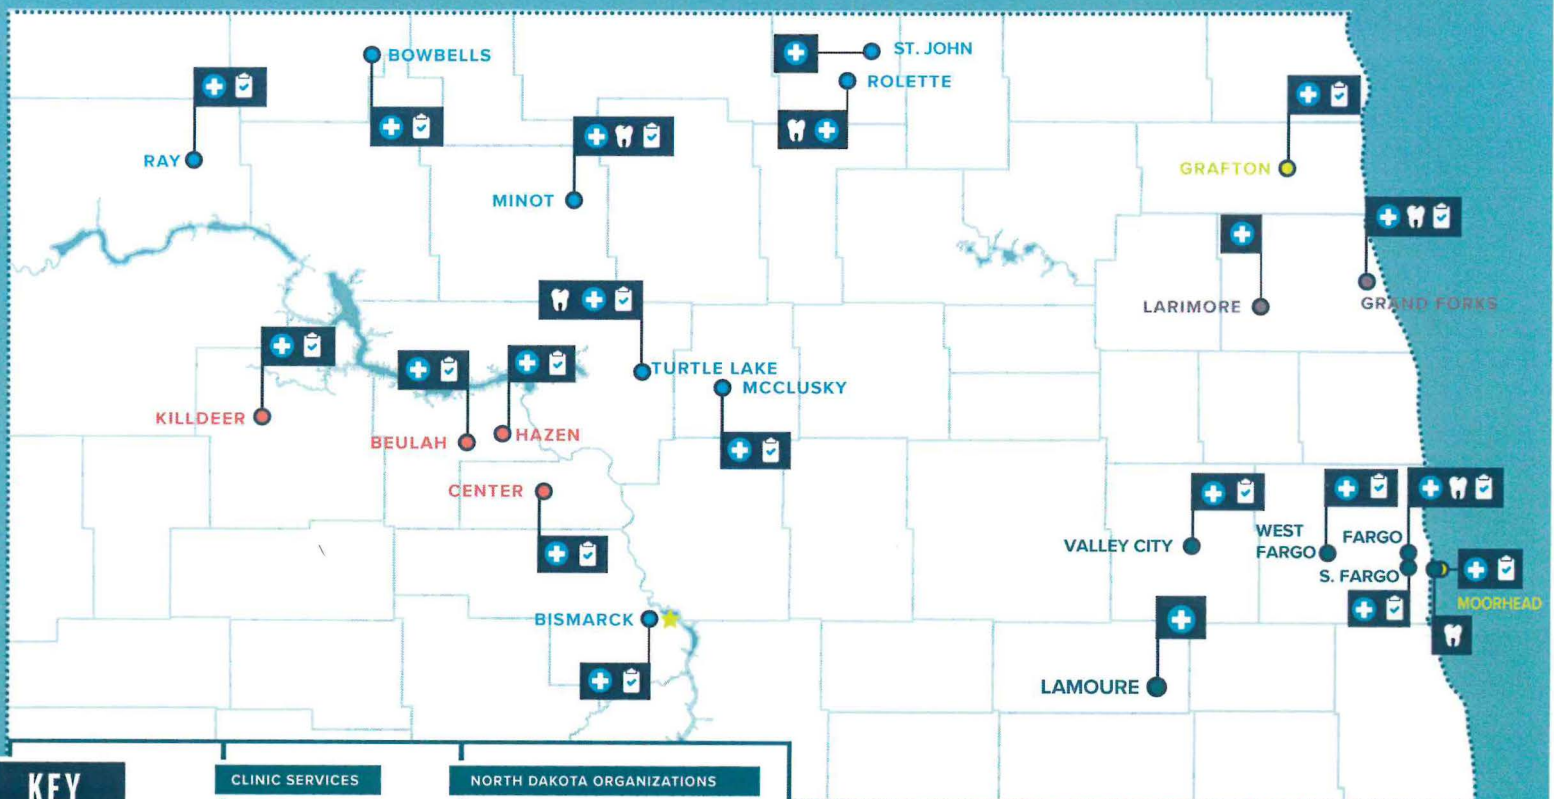 BOWBELLS
ST. JOHN
ROLETTE
RAY
MINOT
GRAFTON
LARIMORE
GRAND FORKS
TURTLE LAKE
MCCLUSKY
KILLDEER
BEULAH
HAZEN
CENTER
VALLEY CITY
WEST
FARGO
FARGO
S. FARGO
MOORHEAD
BISMARCK
LAMOURE
KEY
CLINIC SERVICES
NORTH DAKOTA ORGANIZATIONS